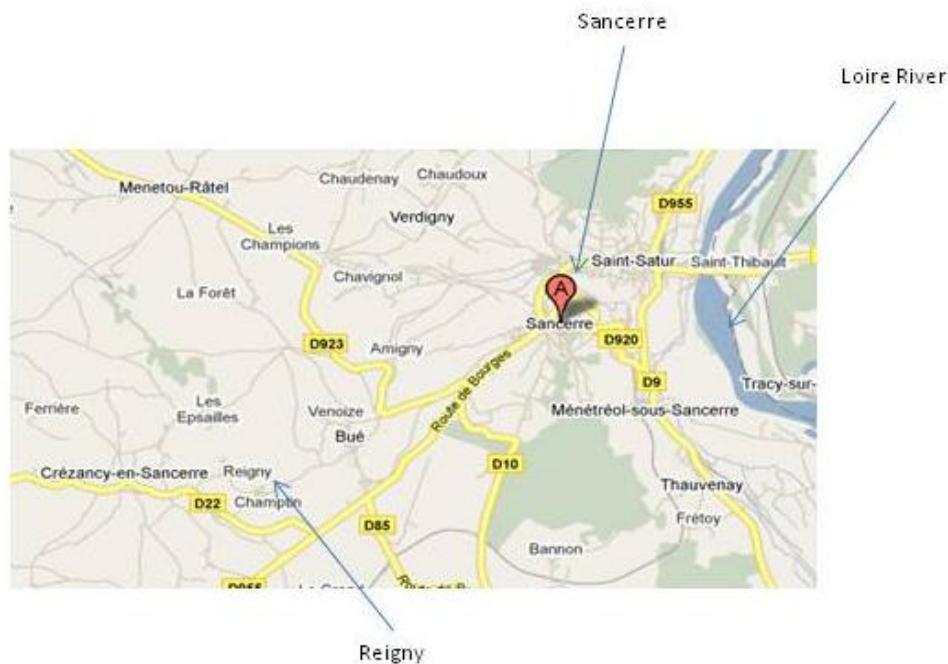 Sancerre
Loire River
Menetou-Râtel
Chaudenay
Chaudoux
D955
Verdigny
Les
Champions
Saint-Satur
Saint-Thibault
Chavignol
La Forêt
A
Sancerre
D923
Amigny
D920
Route de Bourges
D9
Tracy-sur-
Ferrière
Les
Epsailles
Venoize
Ménétréol-sous-Sancerre
Bué
Crézancy-en-Sancerre
Reigny
D10
Thauvenay
D22
Champtin
D85
Frétoy
Bannon
D955
Reigny